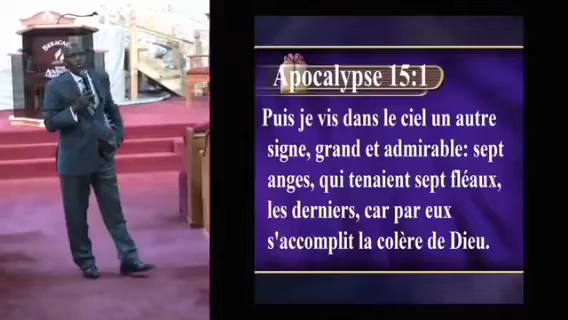 BERACAH
Apocalypse 15:1
Puis je vis dans le ciel un autre
signe, grand et admirable: sept
anges, qui tenaient sept fléaux,
les derniers, car par eux
s'accomplit la colère de Dieu.